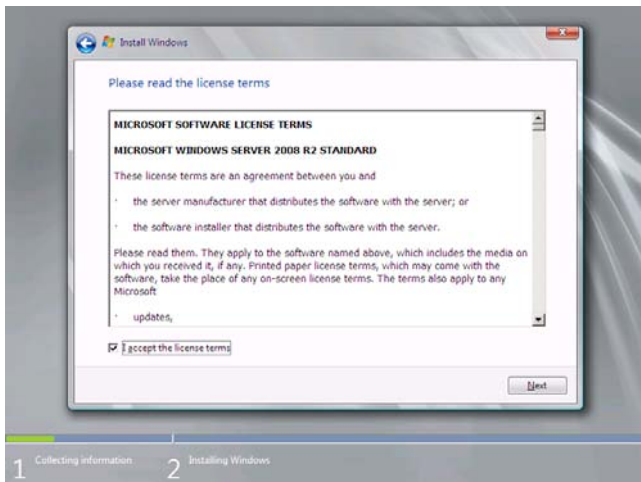 Install Windows
Please read the license terms
MICROSOFT SOFTWARE LICENSE TERMS
MICROSOFT WINDOWS SERVER 2008 R2 STANDARD
These license terms are an agreement between you and
· the server manufacturer that distributes the software with the server; or
· the software installer that distributes the software with the server.
Please read them. They apply to the software named above, which includes the media on
which you received it, if any. Printed paper license terms, which may come with the
software, take the place of any on-screen license terms. The terms also apply to any
Microsoft
· updates,
I accept the license terms
Next
1 Collecting information 2 Installing Windows